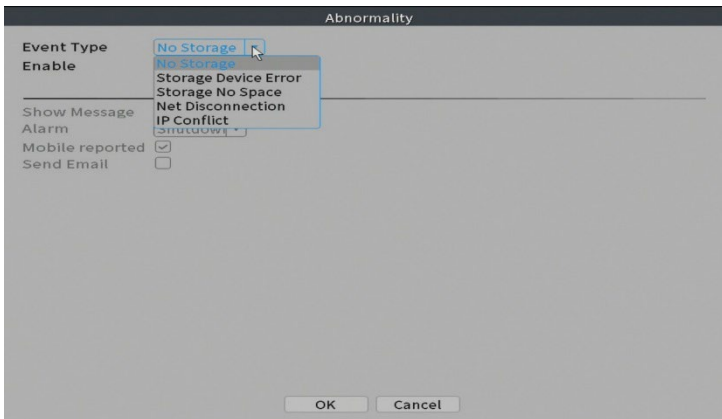 Abnormality
Event Type No Storage
Enable No Storage
Storage Device Error
Storage No Space
Net Disconnection
Show Message IP Conflict
Alarm
Mobile reported
Send Email
OK Cancel